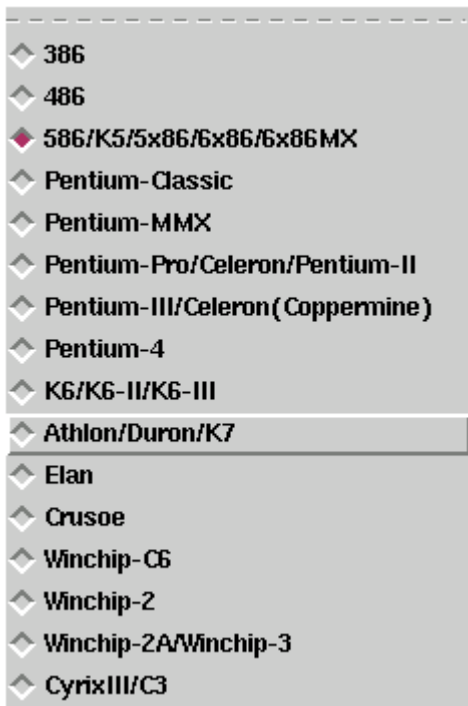 386
486
586/K5/5x86/6x86/6x86MX
Pentium-Classic
Pentium-MMX
Pentium-Pro/Celeron/Pentium-II
Pentium-III/Celeron(Coppermine)
Pentium-4
K6/K6-II/K6-III
Athlon/Duron/K7
Elan
Crusoe
Winchip-C6
Winchip-2
Winchip-2A/Winchip-3
CyrixIII/C3